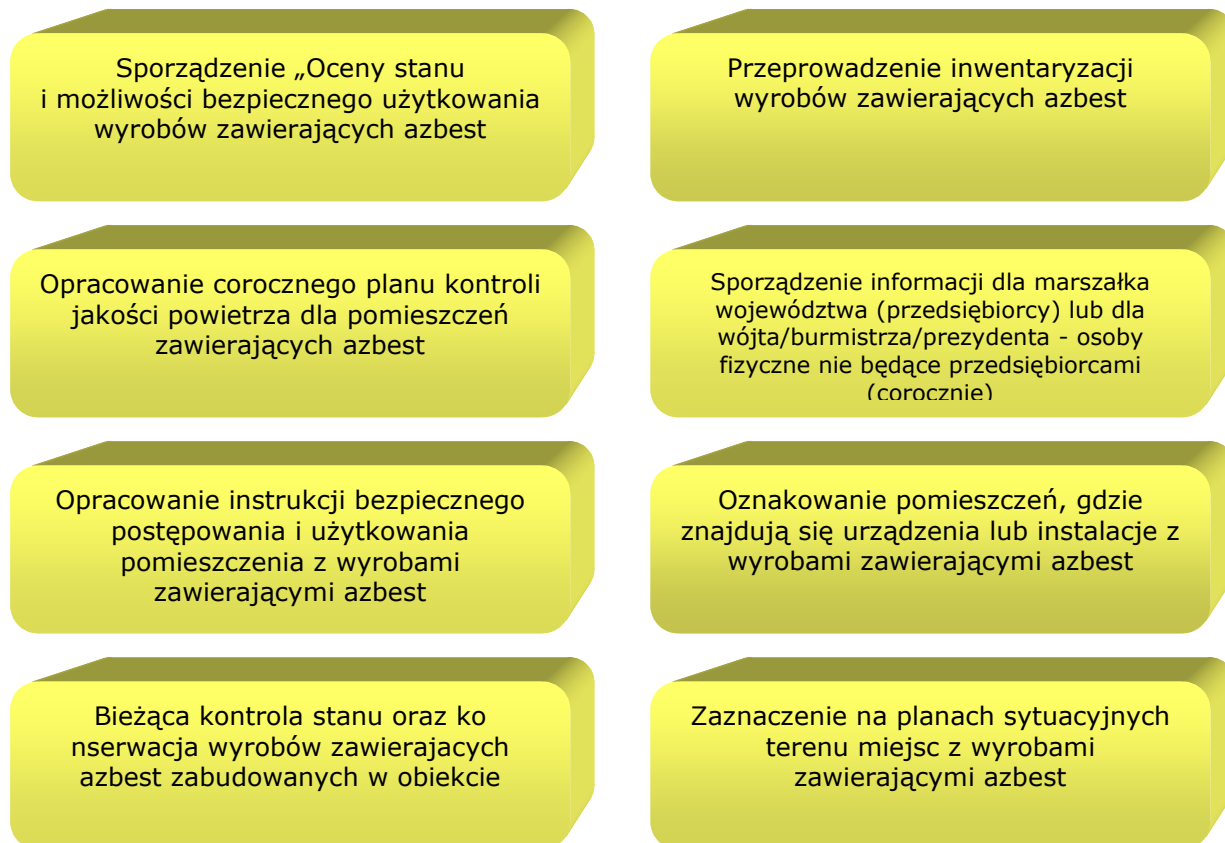 Sporządzenie „Oceny stanu
i możliwości bezpiecznego użytkowania
wyrobów zawierających azbest
Przeprowadzenie inwentaryzacji
wyrobów zawierających azbest
Opracowanie corocznego planu kontroli
jakości powietrza dla pomieszczeń
zawierających azbest
Sporządzenie informacji dla marszałka
województwa (przedsiębiorcy) lub dla
wójta/burmistrza/prezydenta - osoby
fizyczne nie będące przedsiębiorcami
(corocznie)
Opracowanie instrukcji bezpiecznego
postępowania i użytkowania
pomieszczenia z wyrobami
zawierającymi azbest
Oznakowanie pomieszczeń, gdzie
znajdują się urządzenia lub instalacje z
wyrobami zawierającymi azbest
Bieżąca kontrola stanu oraz ko
nserwacja wyrobów zawierajacych
azbest zabudowanych w obiekcie
Zaznaczenie na planach sytuacyjnych
terenu miejsc z wyrobami
zawierającymi azbest